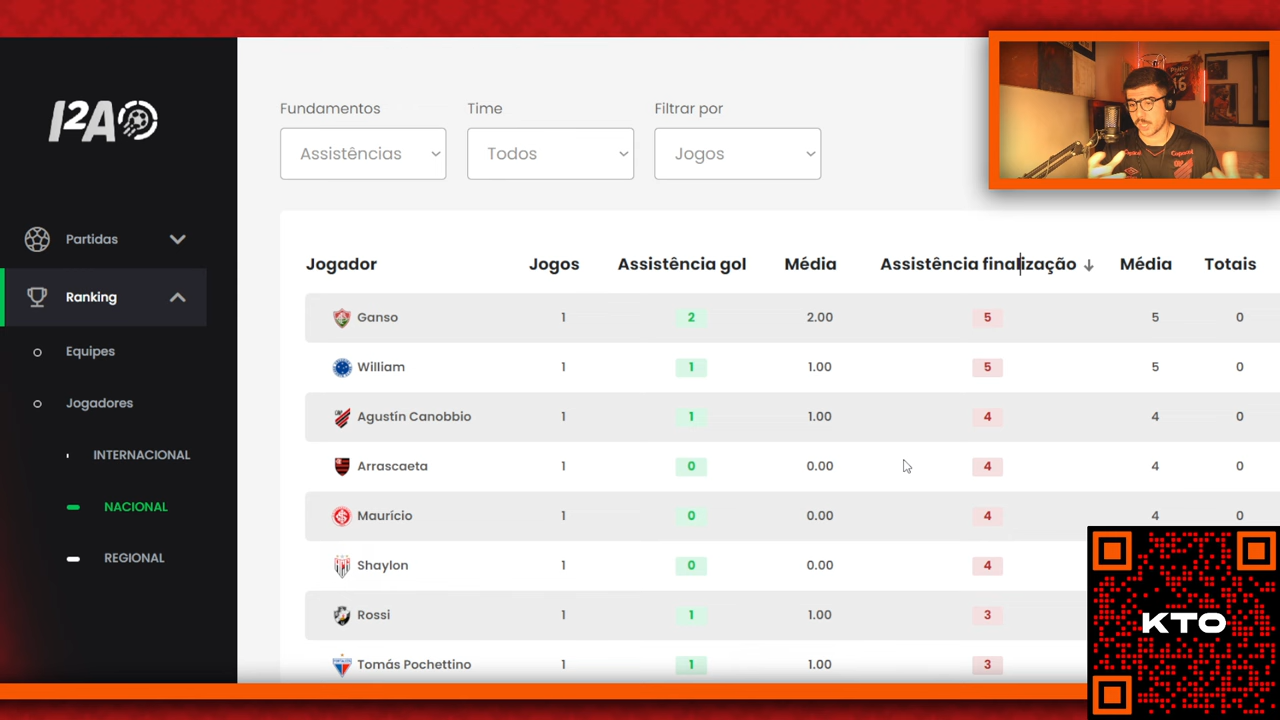 I2A
Fundamentos Time Filtrar por
Assistências Todos Jogos
Partidas
Ranking
Equipes
Jogadores
INTERNACIONAL
NACIONAL
REGIONAL
Jogador Jogos Assistência gol Média Assistência finalização ↓ Média Totais
Ganso 1 2 2.00 5 5 0
William 1 1 1.00 5 5 0
Agustín Canobbio 1 1 1.00 4 4 0
Arrascaeta 1 0 0.00 4 4 0
Maurício 1 0 0.00 4 4 0
Shaylon 1 0 0.00 4
Rossi 1 1 1.00 3
Tomás Pochettino 1 1 1.00 3
KTO
16